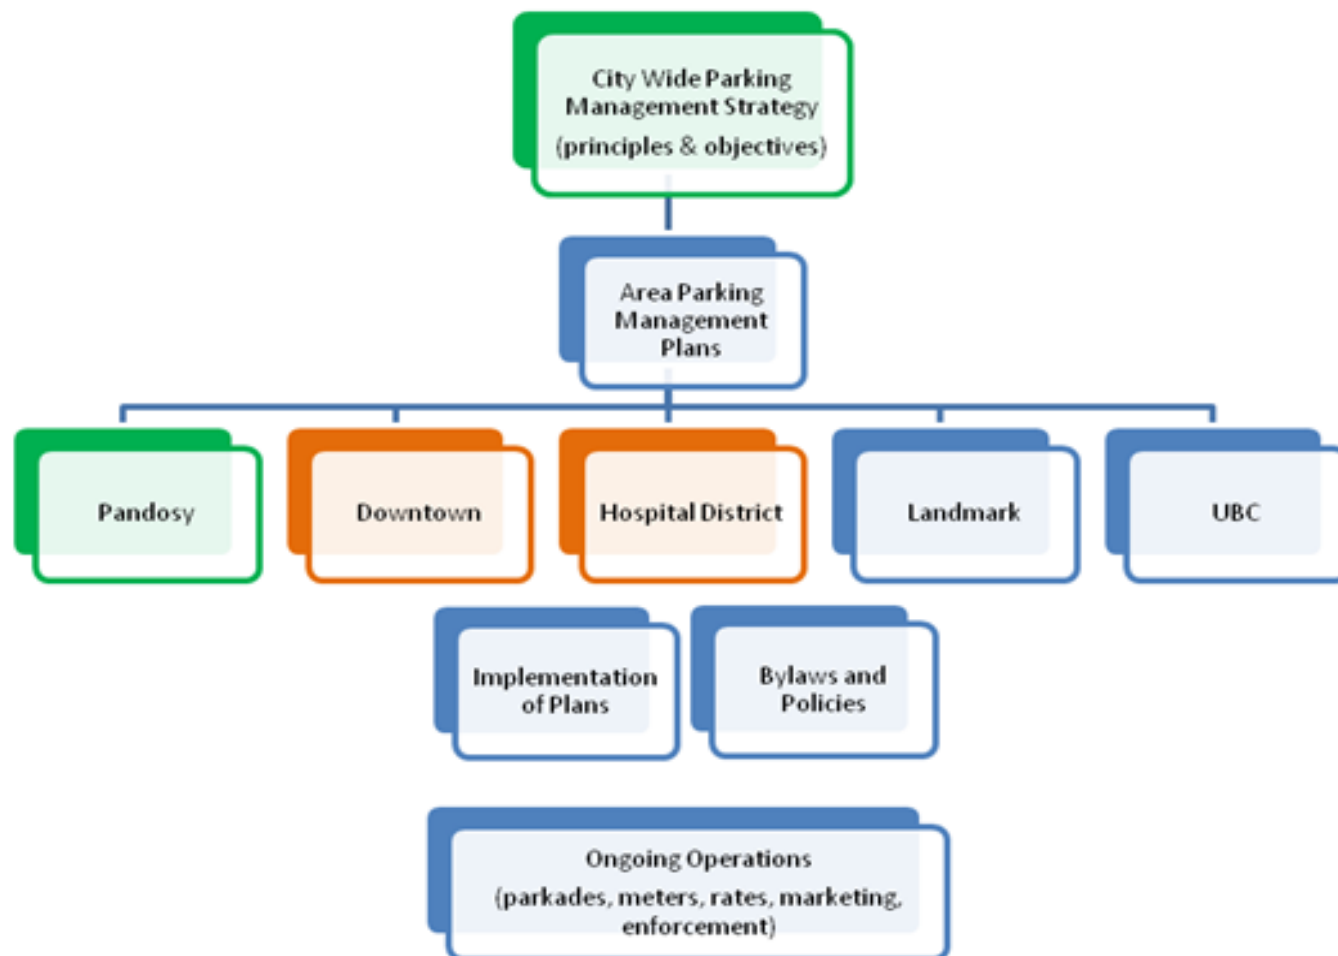 City Wide Parking
Management Strategy
(principles & objectives)
Area Parking
Management
Plans
Pandosy
Downtown
Hospital District
Landmark
UBC
Implementation
of Plans
Bylaws and
Policies
Ongoing Operations
(parkades, meters, rates, marketing,
enforcement)